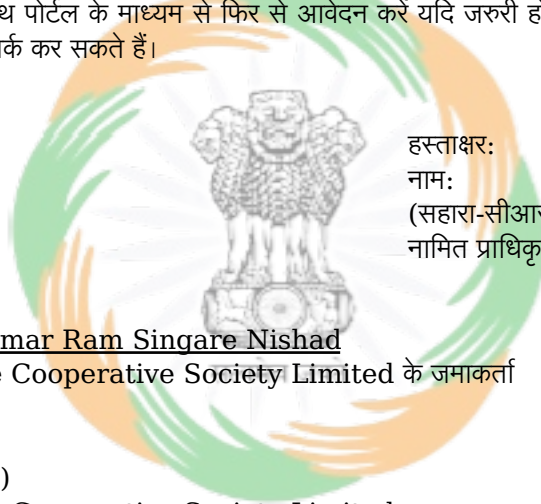 थ पोर्टल के माध्यम से फिर से आवेदन करें यदि जरुरी हो
र्क कर सकते हैं।
हस्ताक्षर:
नाम:
(सहारा-सीआर
नामित प्राधिकृ
mar Ram Singare Nishad
e Cooperative Society Limited के जमाकर्ता
)